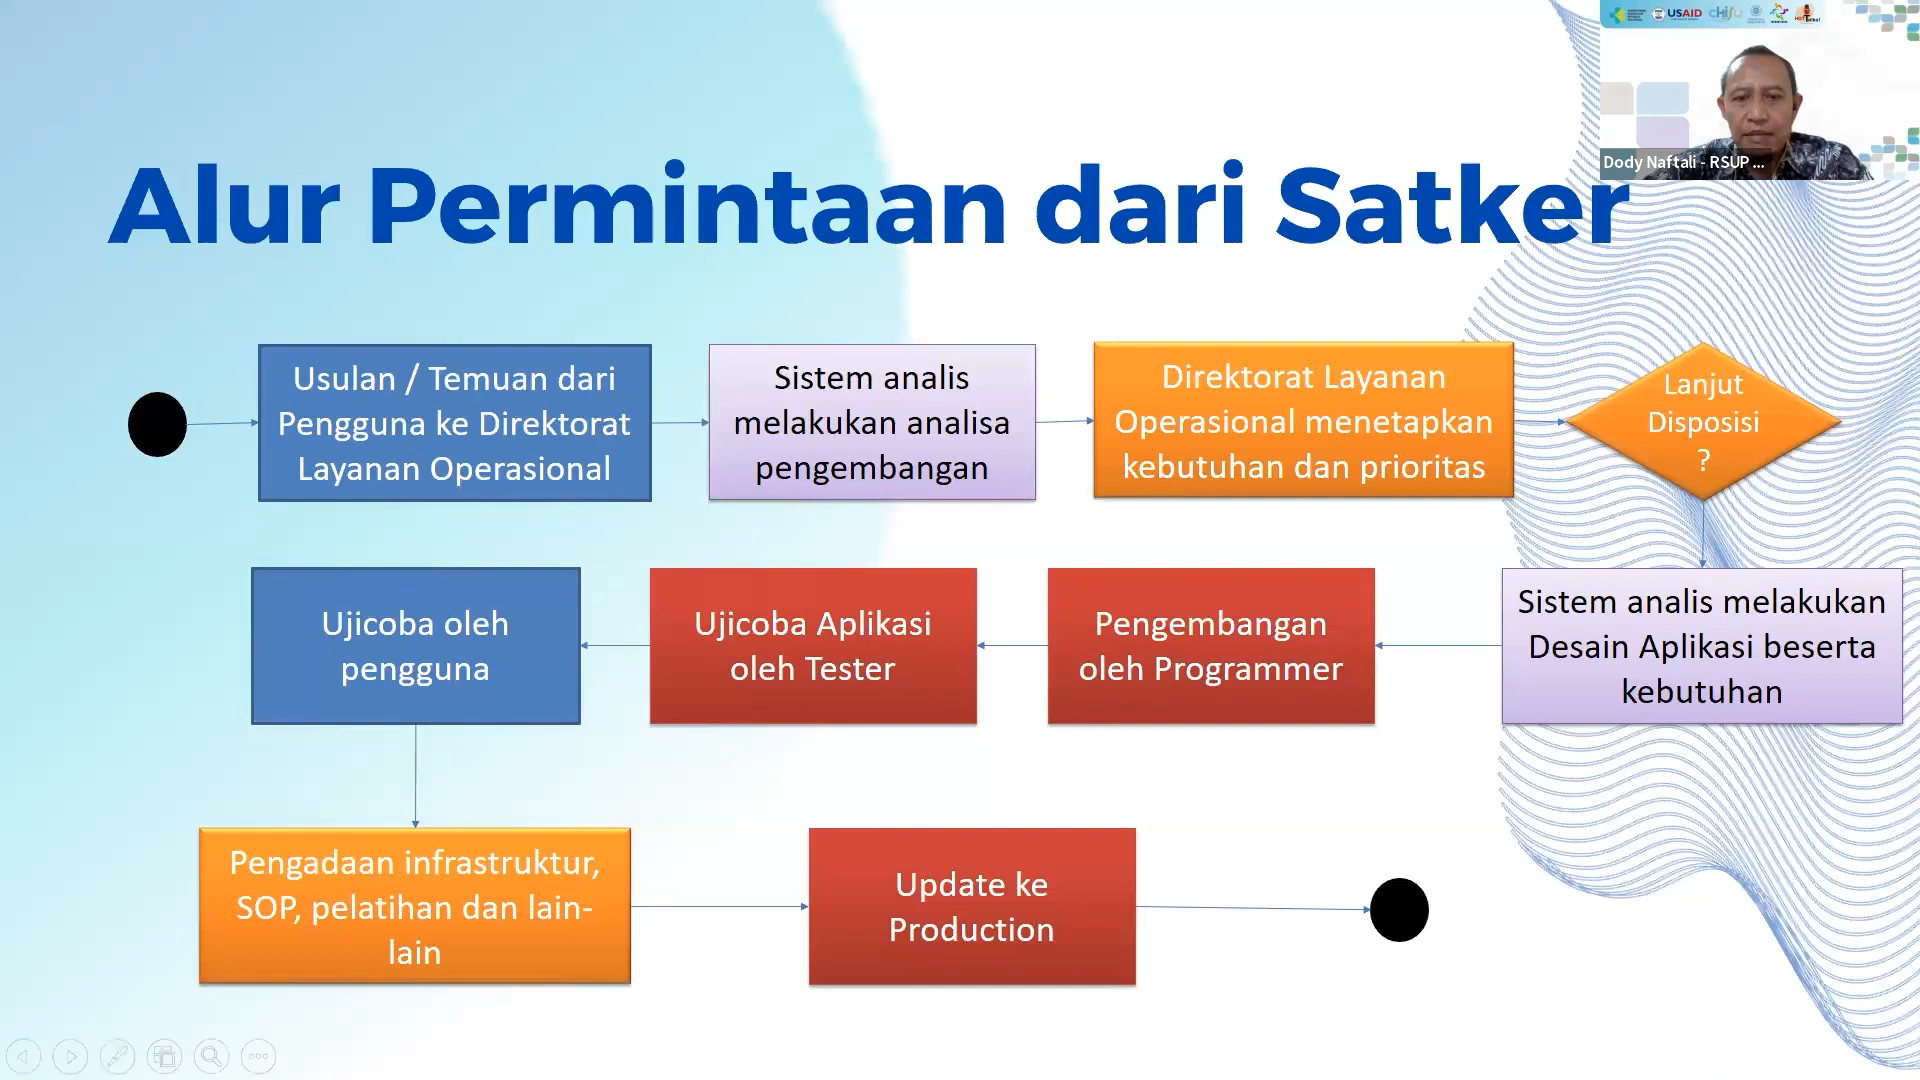 USAID
CHISU
Dody Naftali - RSUP ...
Alur Permintaan dari Satker
Usulan / Temuan dari
Pengguna ke Direktorat
Layanan Operasional
Sistem analis
melakukan analisa
pengembangan
Direktorat Layanan
Operasional menetapkan
kebutuhan dan prioritas
Lanjut
Disposisi
?
Sistem analis melakukan
Desain Aplikasi beserta
kebutuhan
Pengembangan
oleh Programmer
Ujicoba Aplikasi
oleh Tester
Ujicoba oleh
pengguna
Pengadaan infrastruktur,
SOP, pelatihan dan lain-
lain
Update ke
Production